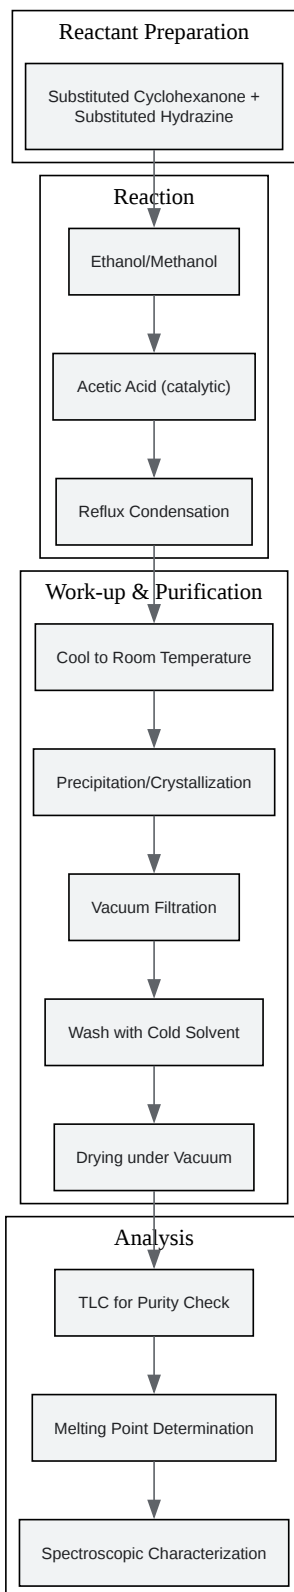 Reactant Preparation
Substituted Cyclohexanone +
Substituted Hydrazine
Reaction
Ethanol/Methanol
Acetic Acid (catalytic)
Reflux Condensation
Work-up & Purification
Cool to Room Temperature
Precipitation/Crystallization
Vacuum Filtration
Wash with Cold Solvent
Drying under Vacuum
Analysis
TLC for Purity Check
Melting Point Determination
Spectroscopic Characterization